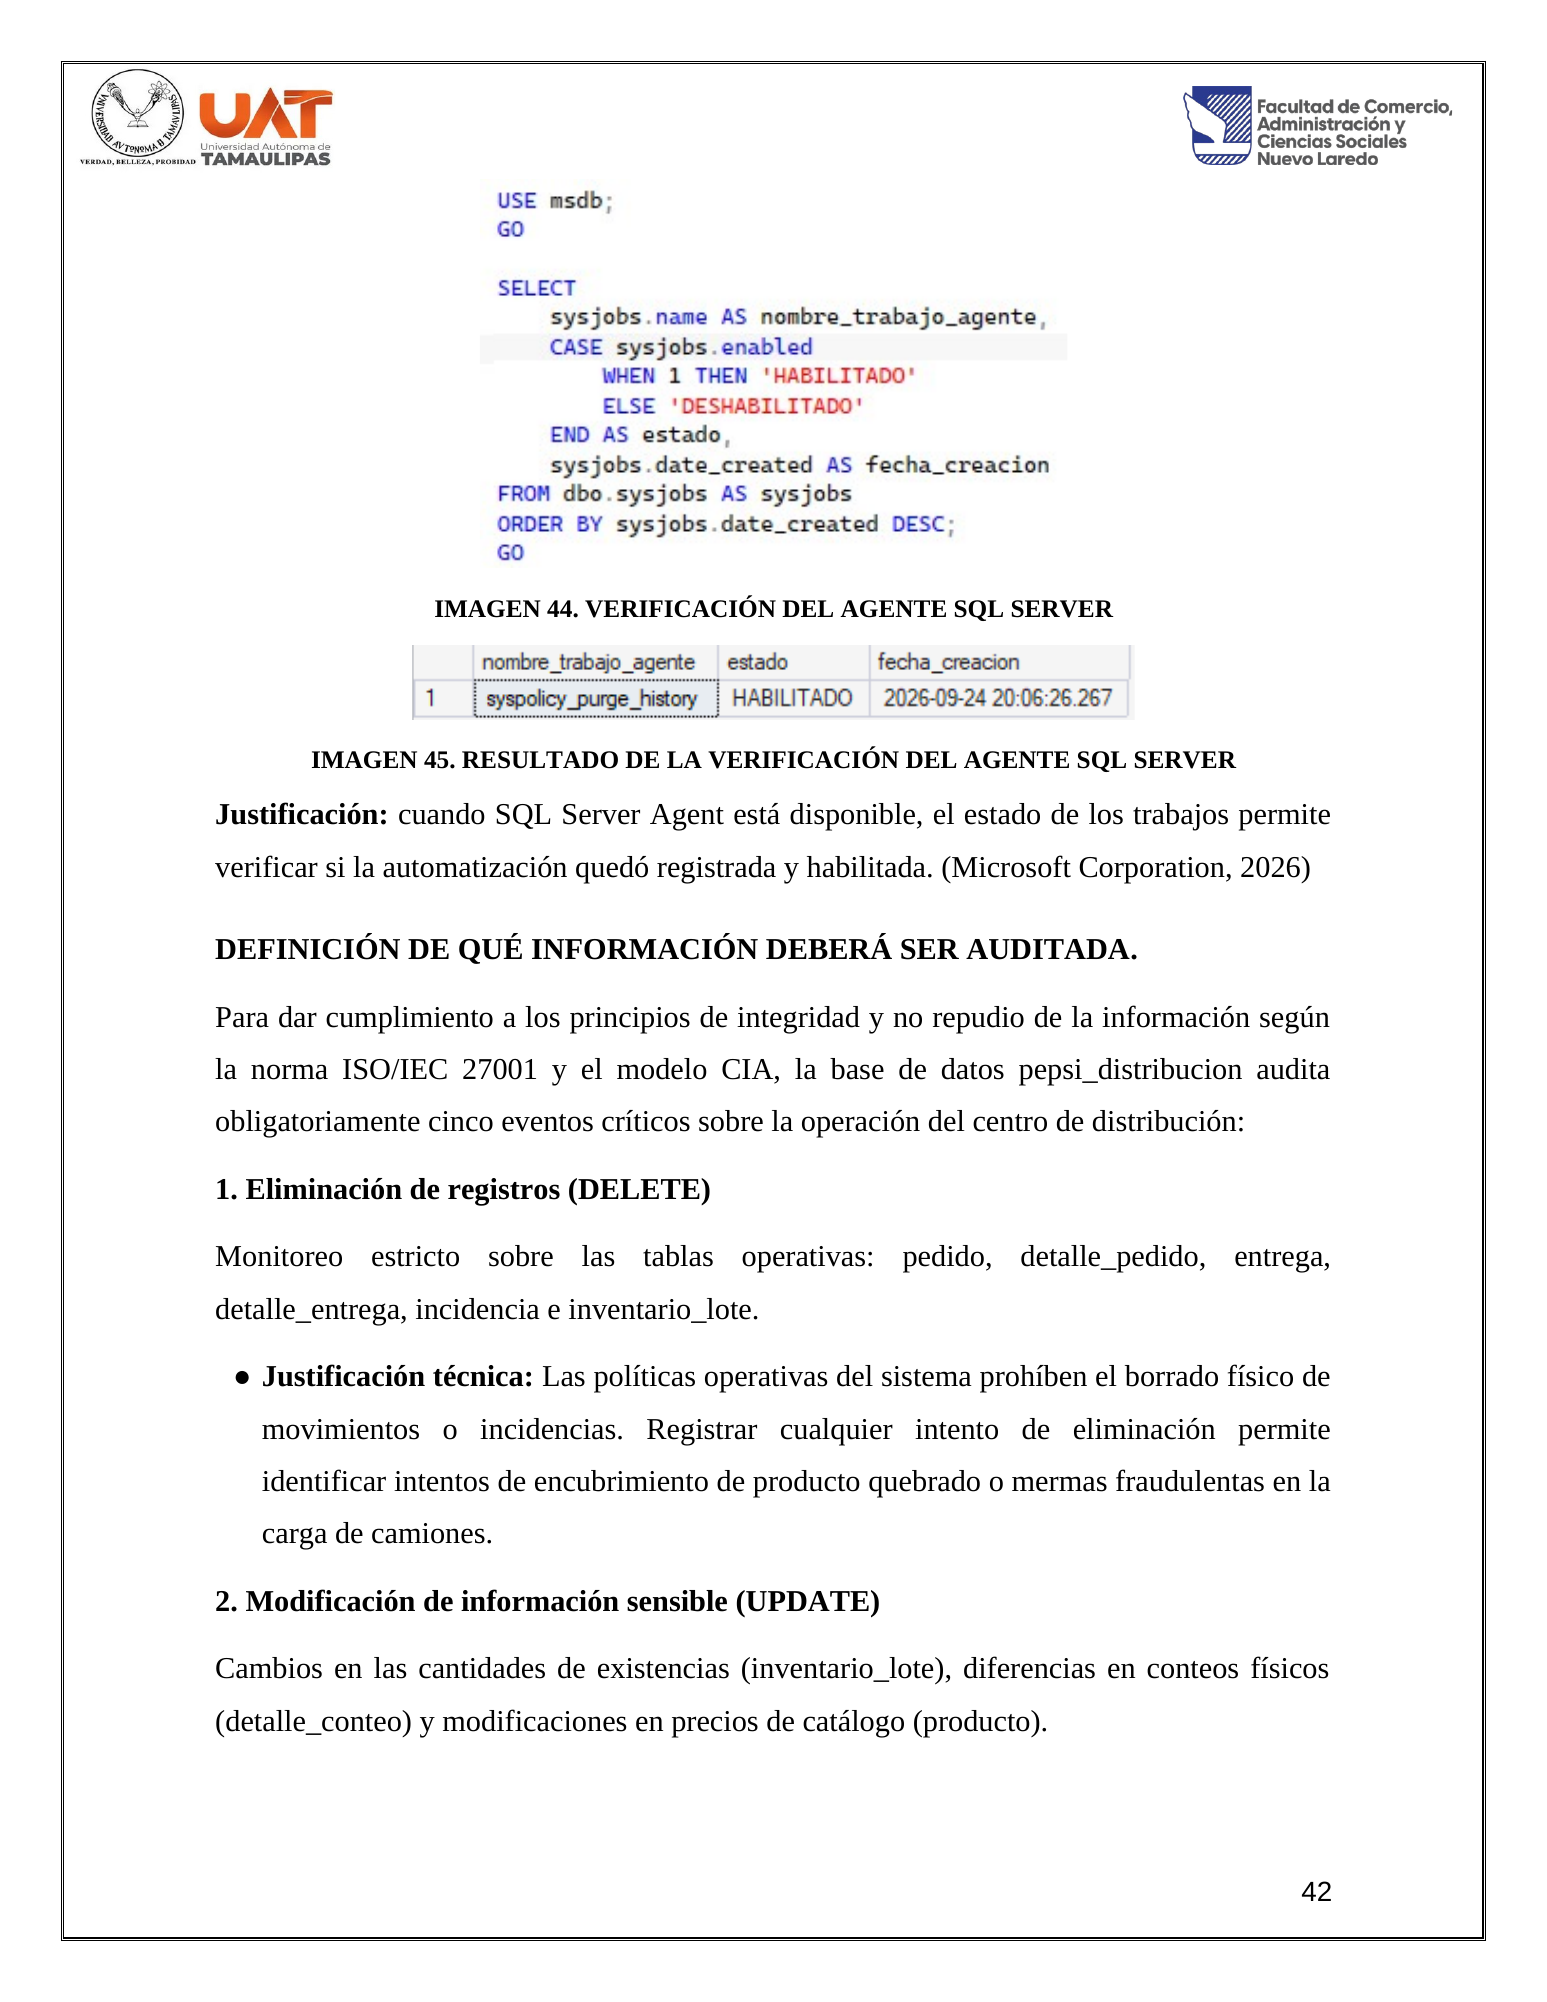 VNIVERSIDAD AVTONOMA D TAMAVLIPAS
VERDAD, BELLEZA, PROBIDAD
UAT
Universidad Autónoma de
TAMAULIPAS
Facultad de Comercio,
Administración y
Ciencias Sociales
Nuevo Laredo
USE msdb;
GO
SELECT
sysjobs.name AS nombre_trabajo_agente,
CASE sysjobs.enabled
WHEN 1 THEN 'HABILITADO'
ELSE 'DESHABILITADO'
END AS estado,
sysjobs.date_created AS fecha_creacion
FROM dbo.sysjobs AS sysjobs
ORDER BY sysjobs.date_created DESC;
GO
IMAGEN 44. VERIFICACIÓN DEL AGENTE SQL SERVER
nombre_trabajo_agente estado fecha_creacion
1 syspolicy_purge_history HABILITADO 2026-09-24 20:06:26.267
IMAGEN 45. RESULTADO DE LA VERIFICACIÓN DEL AGENTE SQL SERVER
Justificación: cuando SQL Server Agent está disponible, el estado de los trabajos permite
verificar si la automatización quedó registrada y habilitada. (Microsoft Corporation, 2026)
DEFINICIÓN DE QUÉ INFORMACIÓN DEBERÁ SER AUDITADA.
Para dar cumplimiento a los principios de integridad y no repudio de la información según
la norma ISO/IEC 27001 y el modelo CIA, la base de datos pepsi_distribucion audita
obligatoriamente cinco eventos críticos sobre la operación del centro de distribución:
1. Eliminación de registros (DELETE)
Monitoreo estricto sobre las tablas operativas: pedido, detalle_pedido, entrega,
detalle_entrega, incidencia e inventario_lote.
● Justificación técnica: Las políticas operativas del sistema prohíben el borrado físico de
movimientos o incidencias. Registrar cualquier intento de eliminación permite
identificar intentos de encubrimiento de producto quebrado o mermas fraudulentas en la
carga de camiones.
2. Modificación de información sensible (UPDATE)
Cambios en las cantidades de existencias (inventario_lote), diferencias en conteos físicos
(detalle_conteo) y modificaciones en precios de catálogo (producto).
42